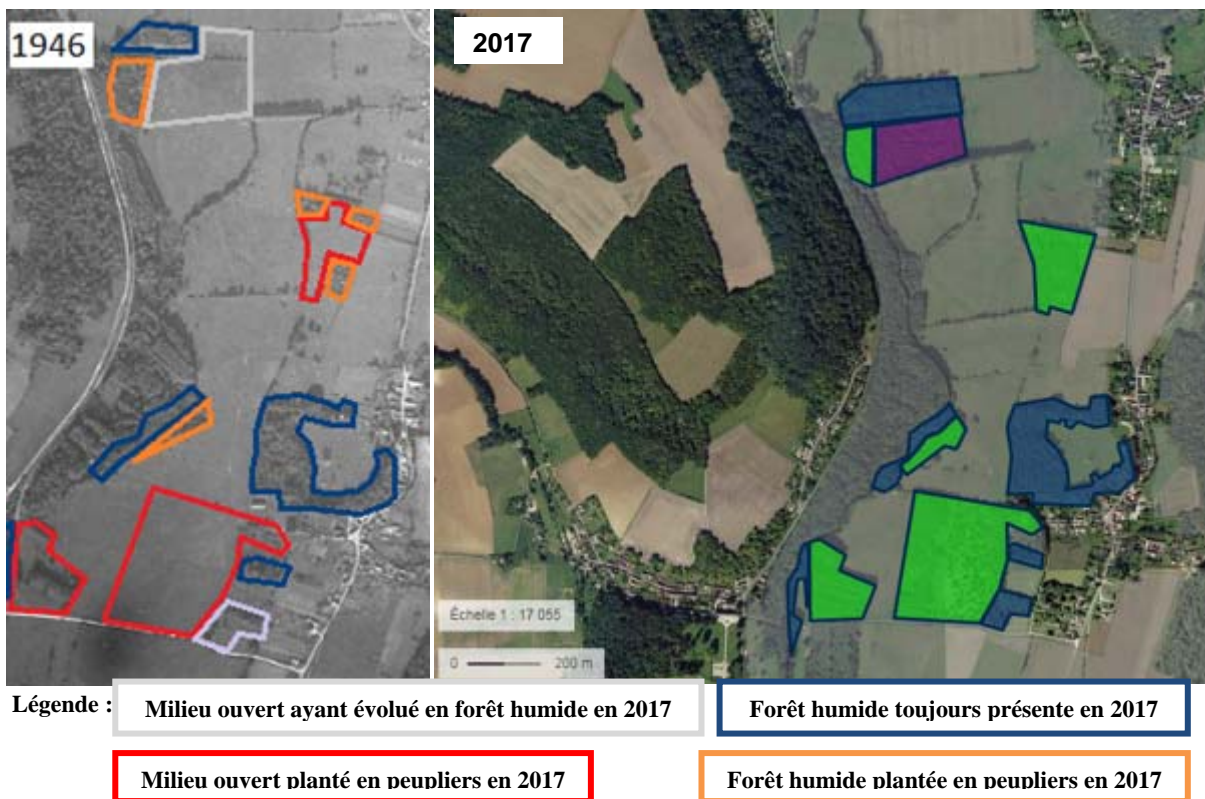 1946
2017
Échelle 1 : 17 055
0 200 m
Légende :
Milieu ouvert ayant évolué en forêt humide en 2017
Forêt humide toujours présente en 2017
Milieu ouvert planté en peupliers en 2017
Forêt humide plantée en peupliers en 2017